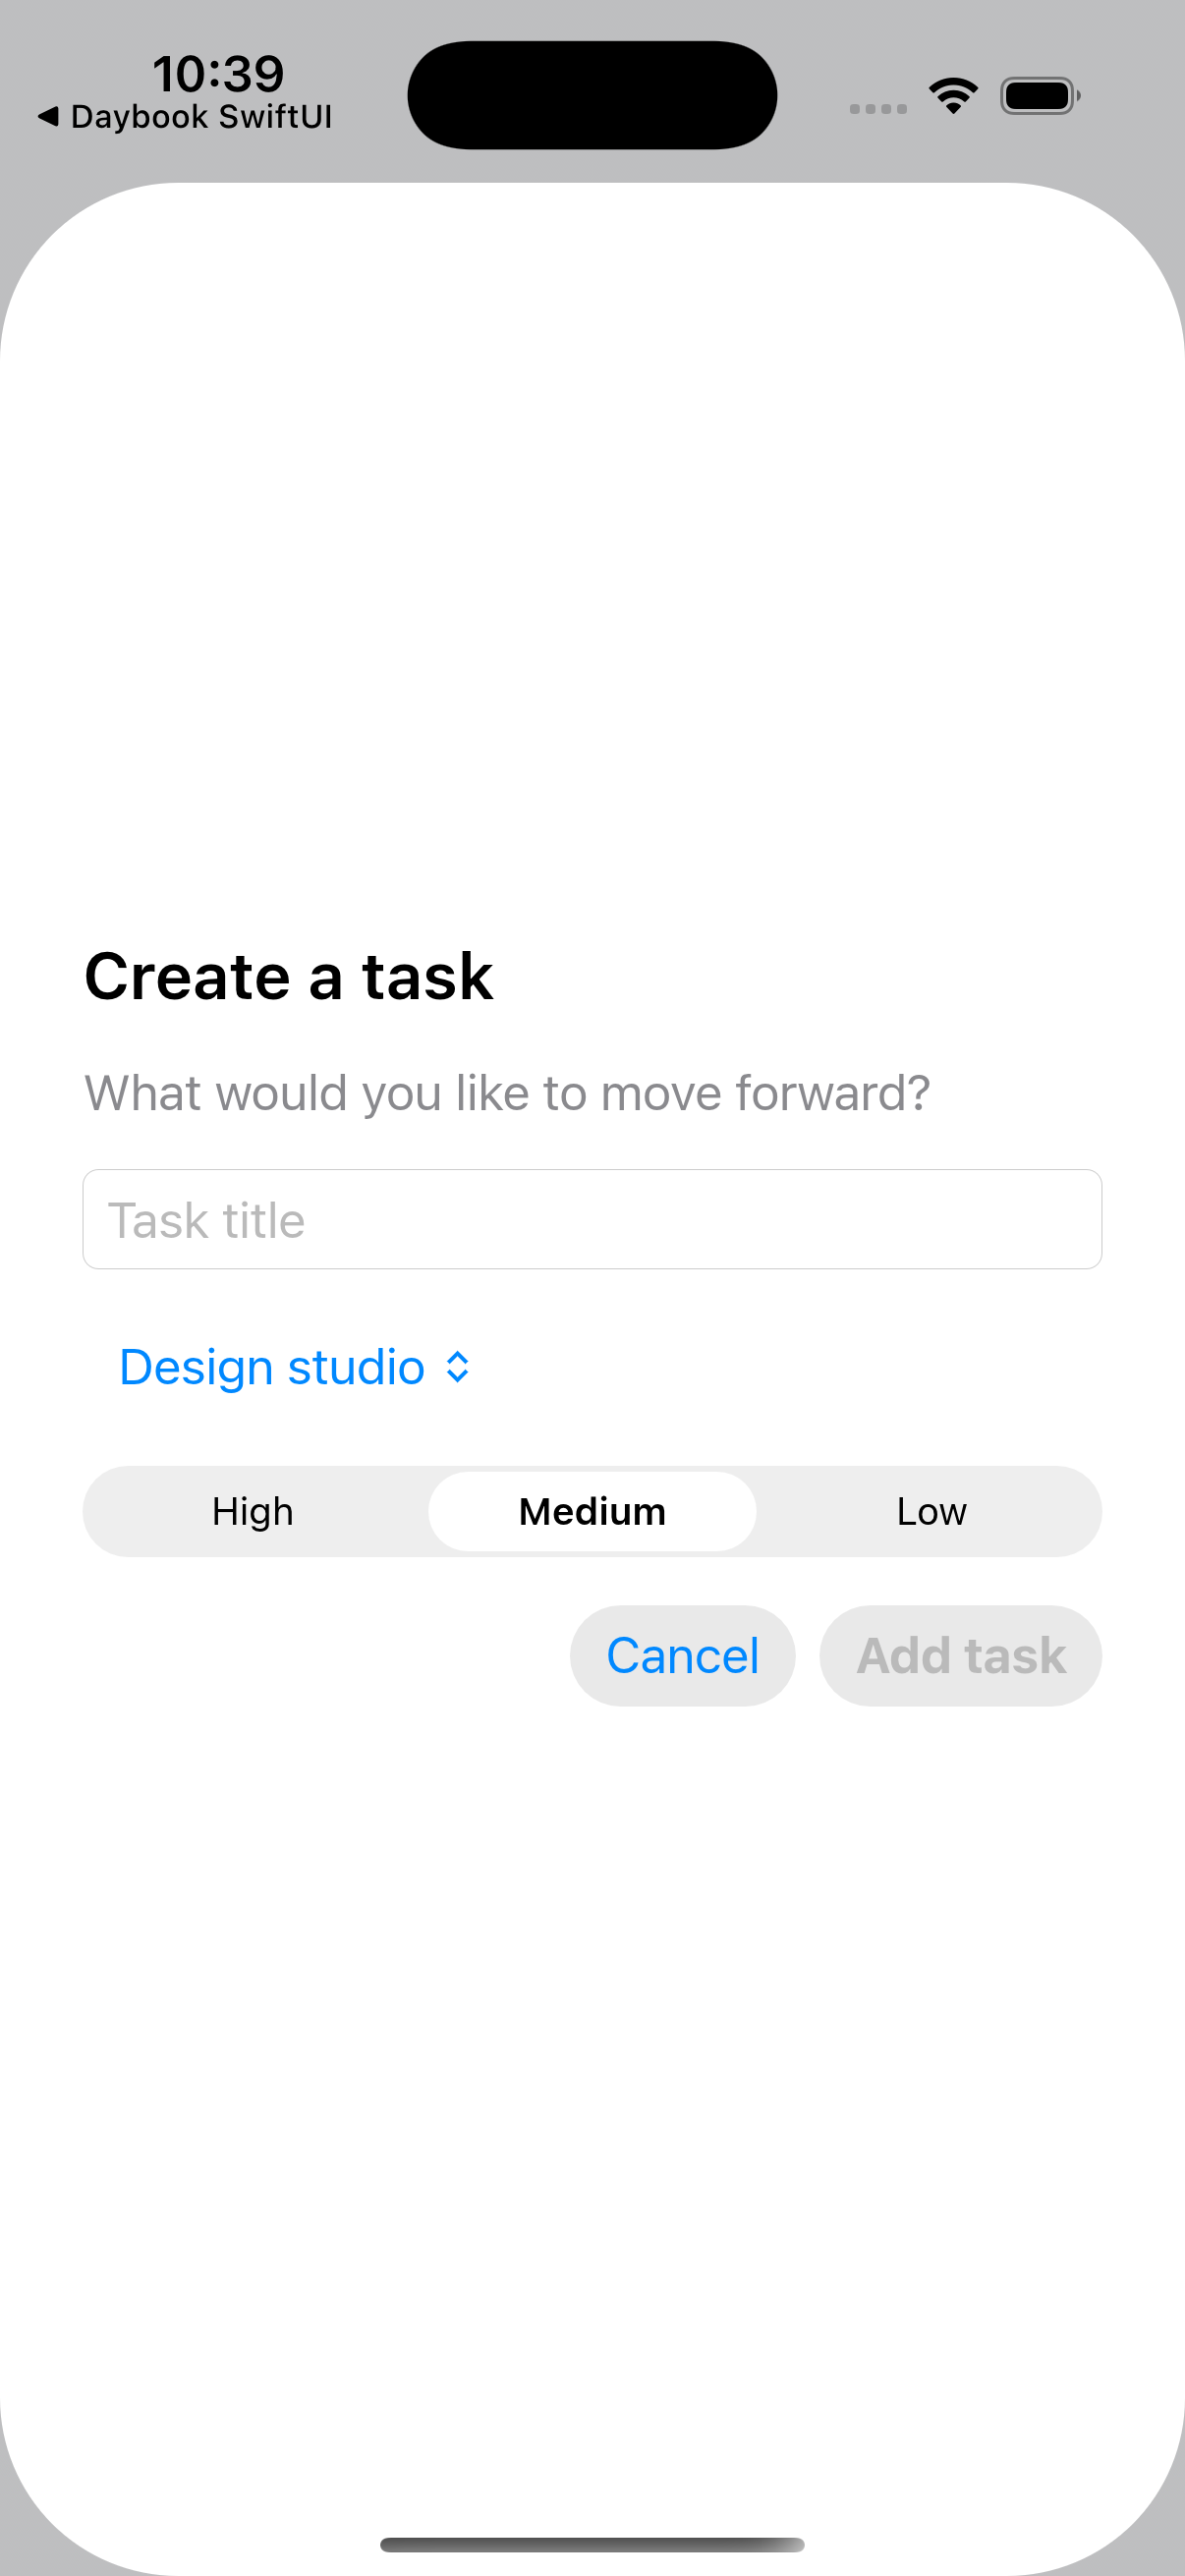 10:39
◀ Daybook SwiftUI
Create a task
What would you like to move forward?
Task title
Design studio
High Medium Low
Cancel Add task